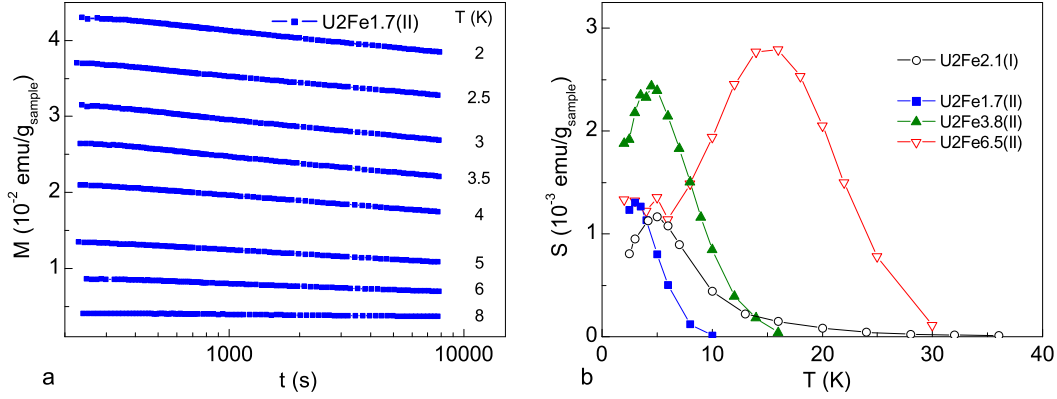 U2Fe1.7(II)
T (K)
4
3
2
1
2
2.5
3
3.5
4
5
6
8
M (10⁻² emu/g_sample)
1000
10000
t (s)
a
3
2
1
0
S (10⁻³ emu/g_sample)
U2Fe2.1(I)
U2Fe1.7(II)
U2Fe3.8(II)
U2Fe6.5(II)
0
10
20
30
40
T (K)
b